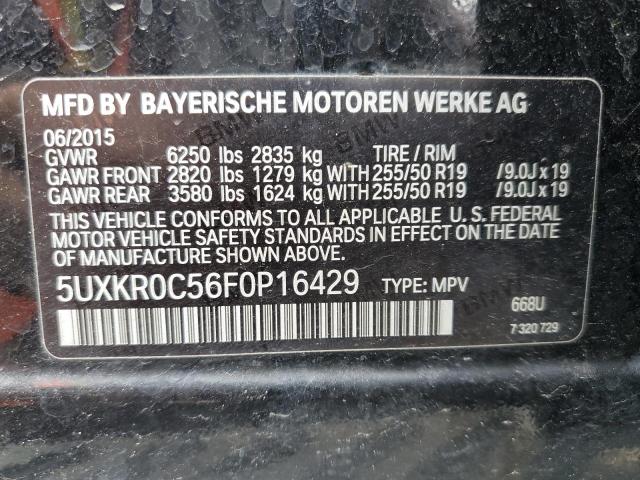 MFD BY BAYERISCHE MOTOREN WERKE AG
06/2015
GVWR 6250 lbs 2835 kg TIRE / RIM
GAWR FRONT 2820 lbs 1279 kg WITH 255/50 R19 /9.0J x 19
GAWR REAR 3580 lbs 1624 kg WITH 255/50 R19 /9.0J x 19
THIS VEHICLE CONFORMS TO ALL APPLICABLE U.S. FEDERAL
MOTOR VEHICLE SAFETY STANDARDS IN EFFECT ON THE DATE
OF MANUFACTURE SHOWN ABOVE.
5UXKR0C56F0P16429 TYPE: MPV
668U
7 320 729